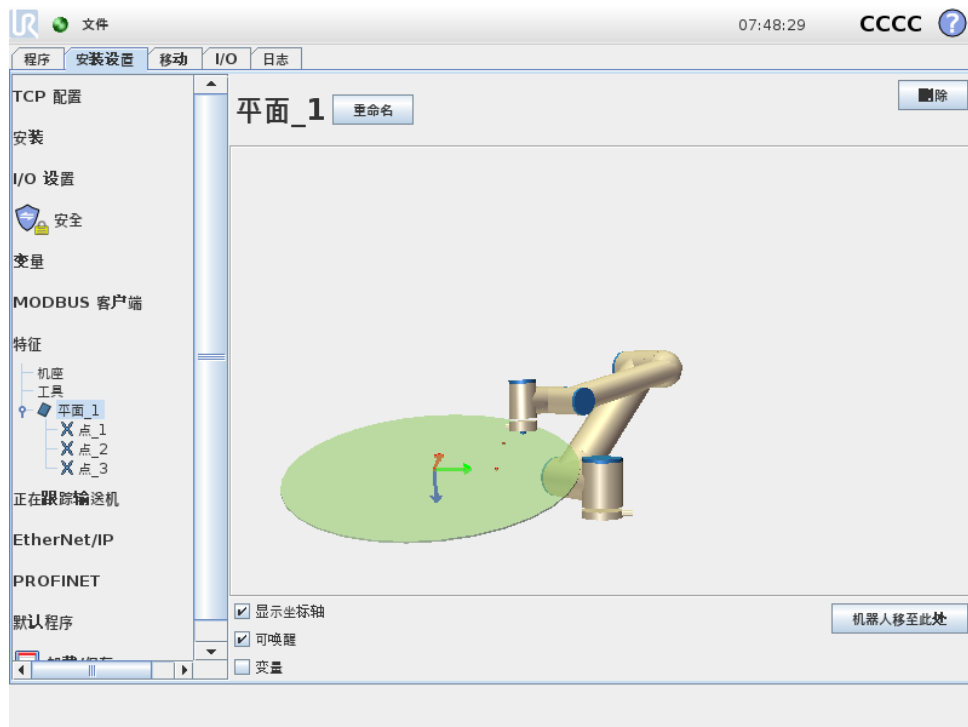 UR 文件 07:48:29 CCCC ?
程序 安装设置 移动 I/O 日志
TCP 配置
安装
I/O 设置
安全
变量
MODBUS 客户端
特征
机座
工具
平面_1
点_1
点_2
点_3
正在跟踪输送机
EtherNet/IP
PROFINET
默认程序
平面_1 重命名
除
显示坐标轴
可唤醒
变量
机器人移至此处